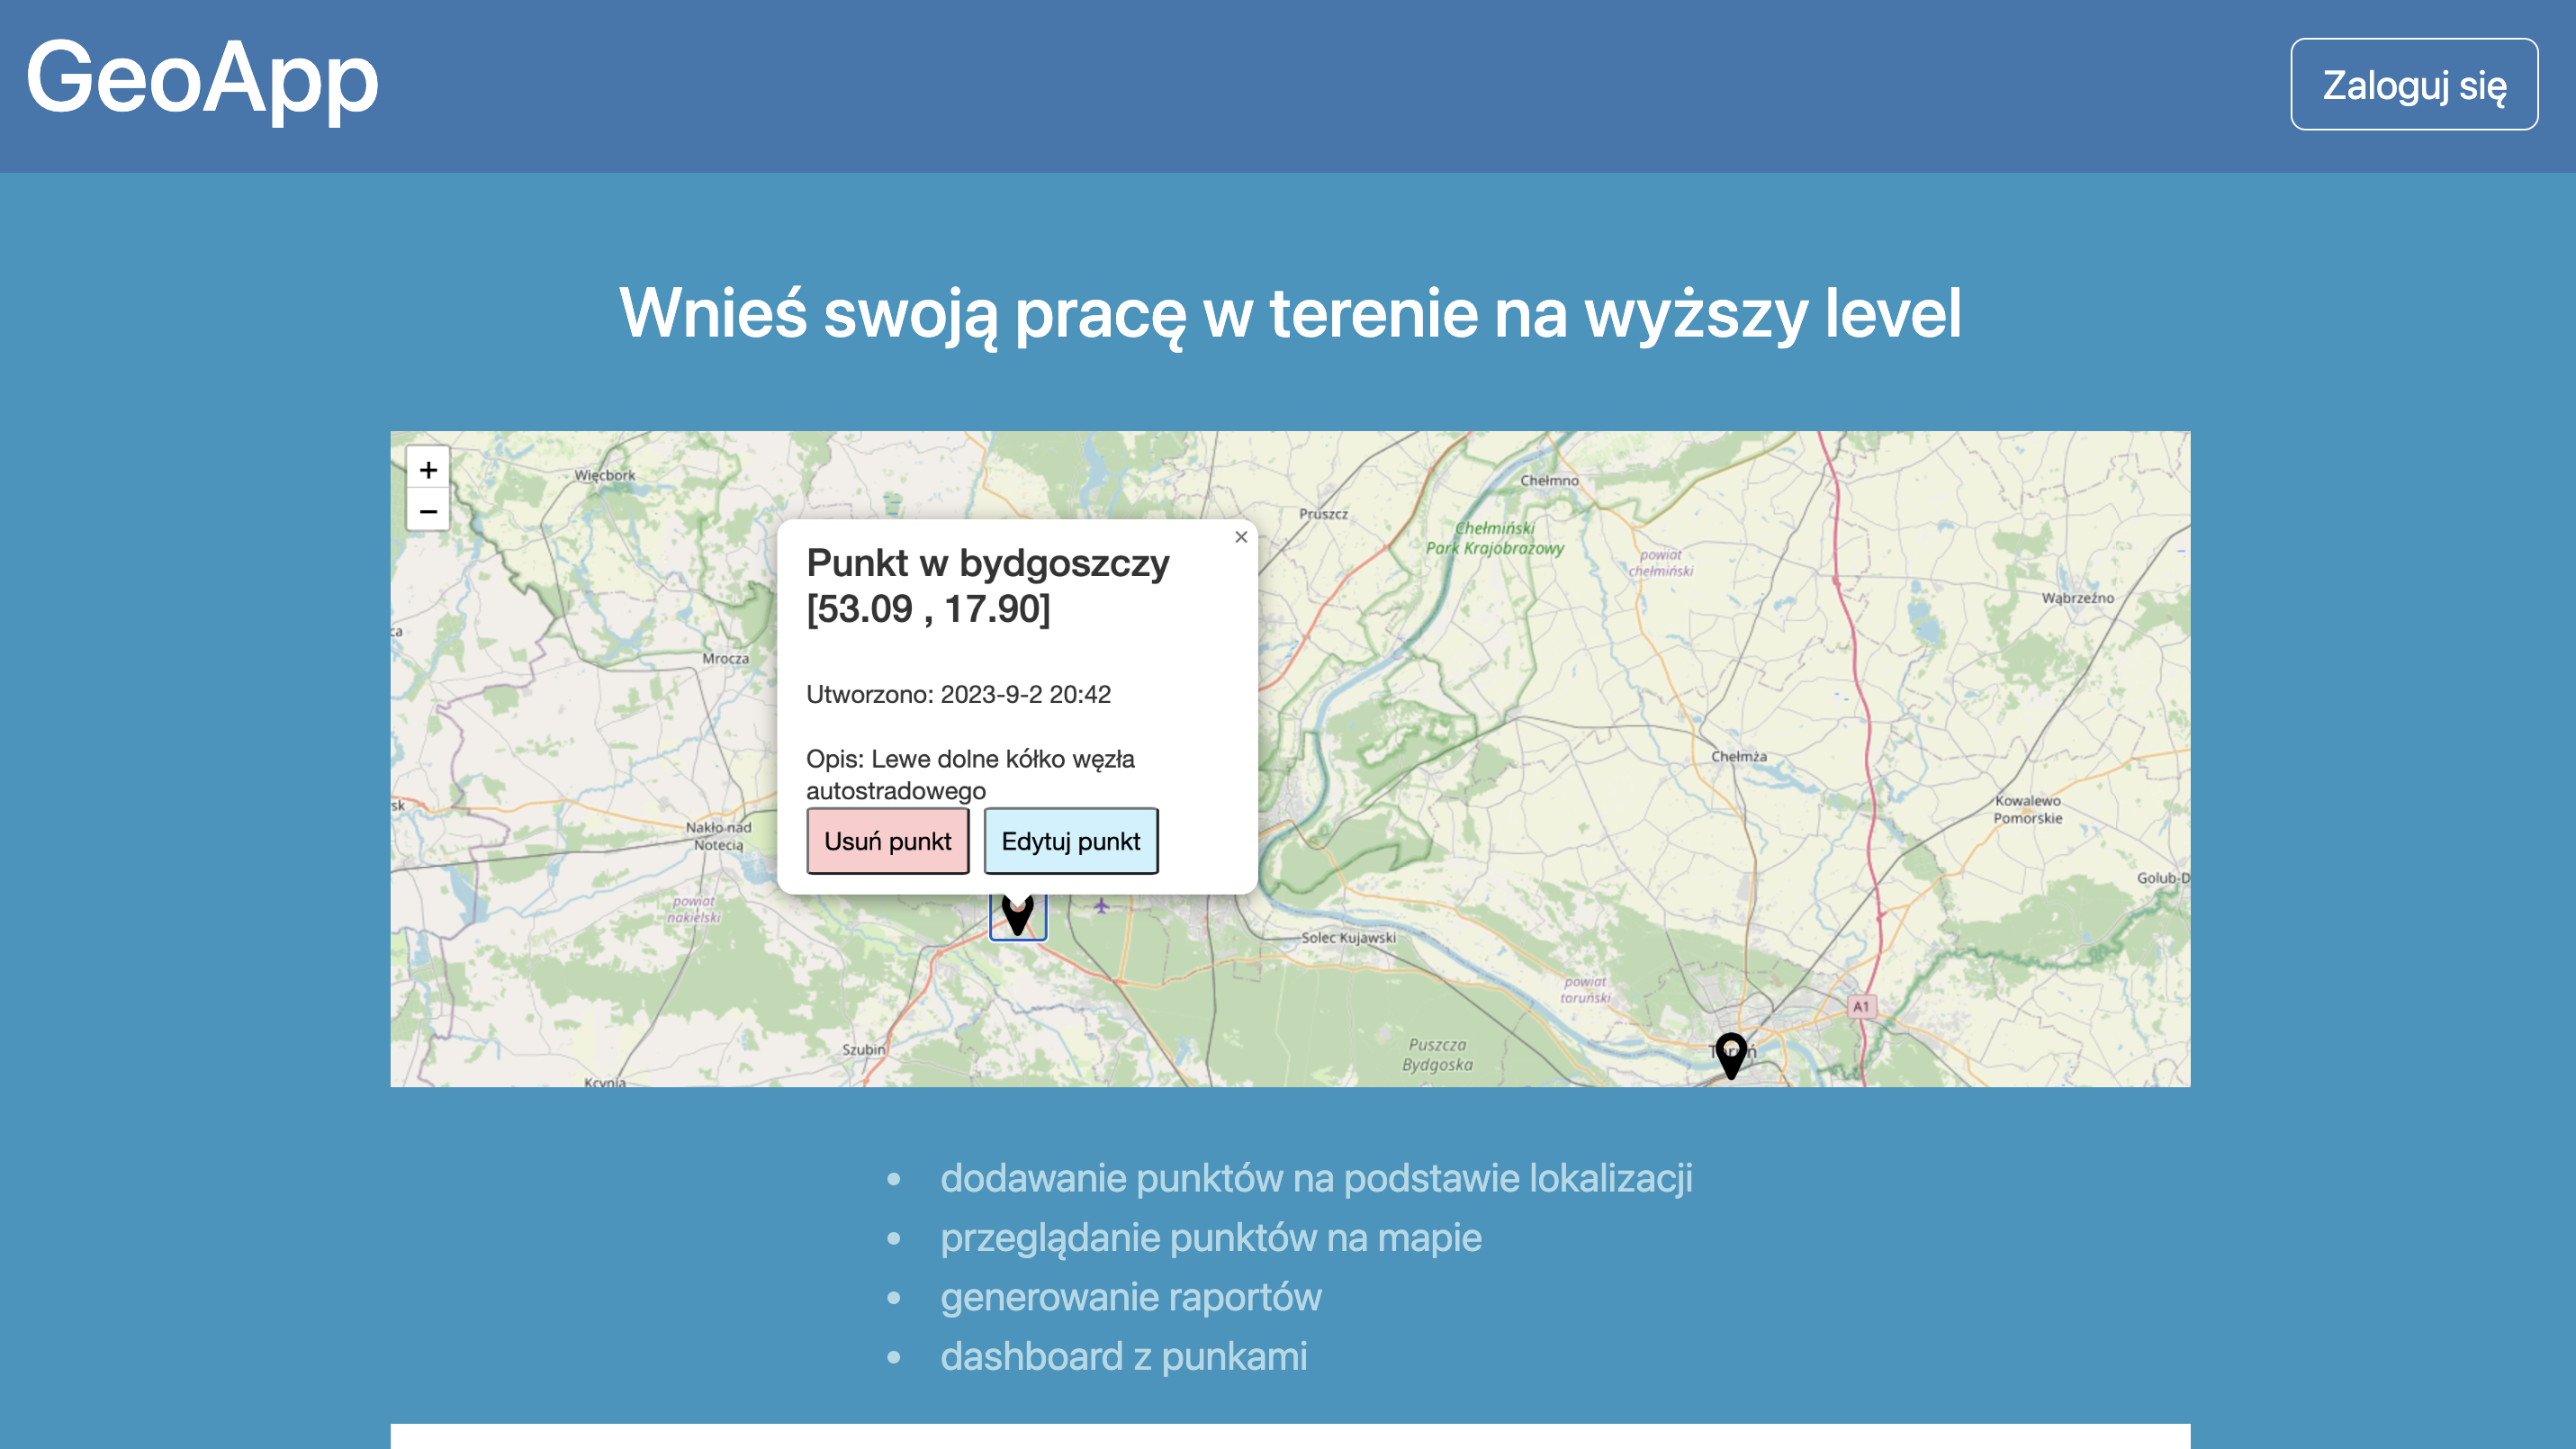 GeoApp
Zaloguj się
Wnieś swoją pracę w terenie na wyższy level
+
−
Więcbork
Chełmno
Pruszcz
Chełmiński
Park Krajobrazowy
powiat
chełmiński
Wąbrzeźno
×
Punkt w bydgoszczy
[53.09 , 17.90]
Mrocza
Utworzono: 2023-9-2 20:42
Opis: Lewe dolne kółko węzła
autostradowego
Chełmża
Kowalewo
Pomorskie
Nakło nad
Notecią
Usuń punkt
Edytuj punkt
Golub-D
powiat
nakielski
Solec Kujawski
powiat
toruński
A1
Szubin
Puszcza
Bydgoska
Kcynia
dodawanie punktów na podstawie lokalizacji
przeglądanie punktów na mapie
generowanie raportów
dashboard z punkami